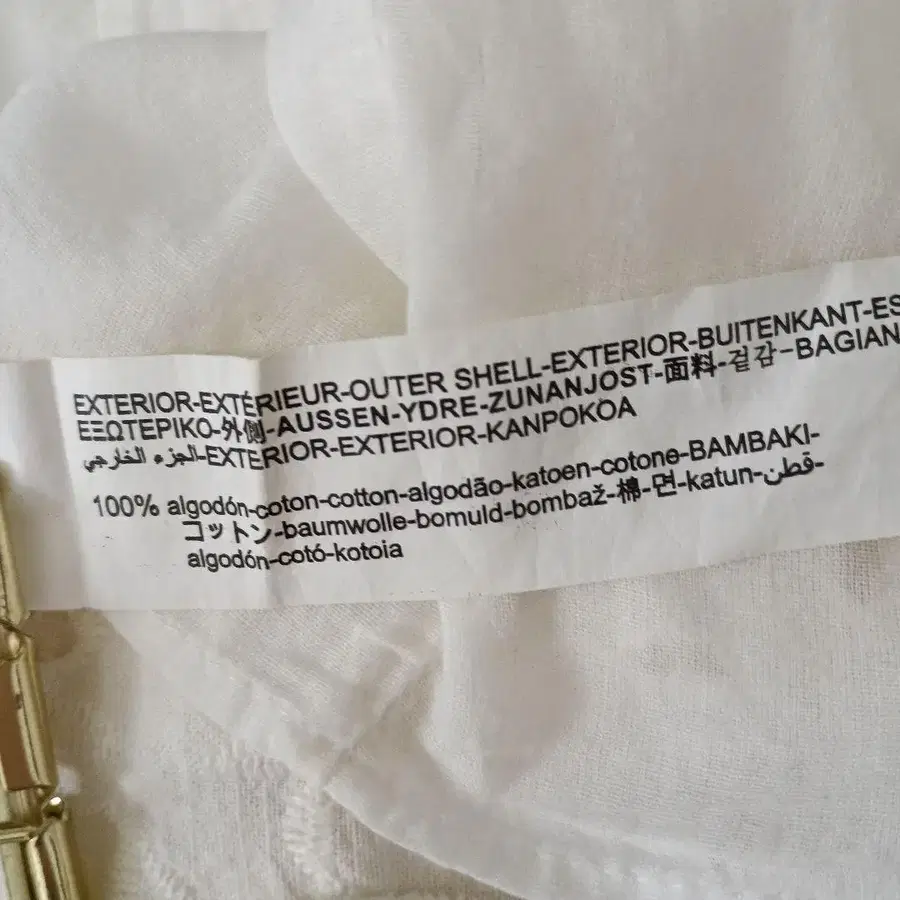 EXTERIOR-EXTÉRIEUR-OUTER SHELL-EXTERIOR-BUITENKANT-ES
ΕΞΩΤΕΡΙΚΟ-外側-AUSSEN-YDRE-ZUNANJOST-面料-겉감-BAGIAN
الجزء الخارجي-EXTERIOR-EXTERIOR-KANPOKOA
100% algodón-coton-cotton-algodão-katoen-cotone-BAMBAKI-
コットン-baumwolle-bomuld-bombaž-棉-면-katun-قطن-
algodón-cotó-kotoia